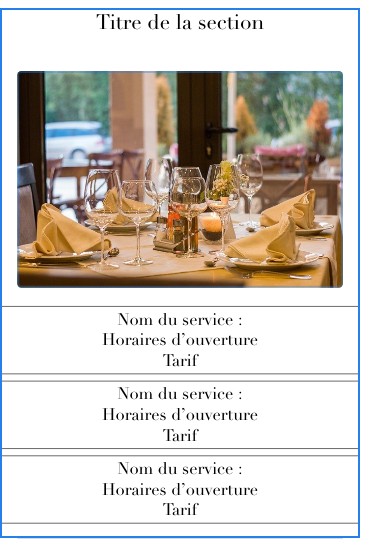 Titre de la section
Nom du service :
Horaires d'ouverture
Tarif
Nom du service :
Horaires d'ouverture
Tarif
Nom du service :
Horaires d'ouverture
Tarif